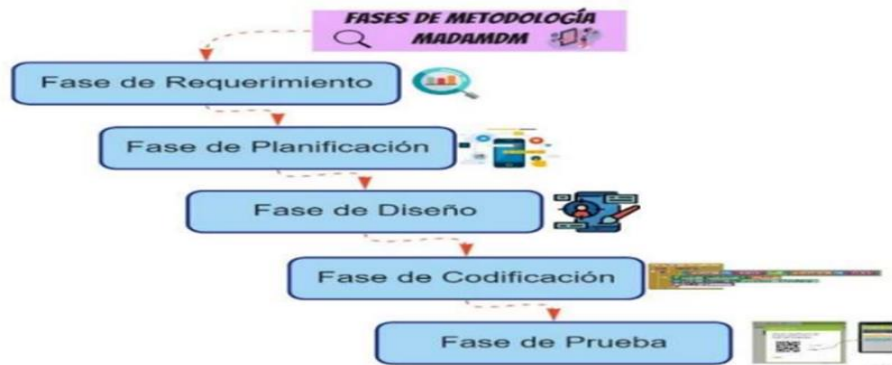 FASES DE METODOLOGÍA
MADAMDM
Fase de Requerimiento
Fase de Planificación
Fase de Diseño
Fase de Codificación
Fase de Prueba